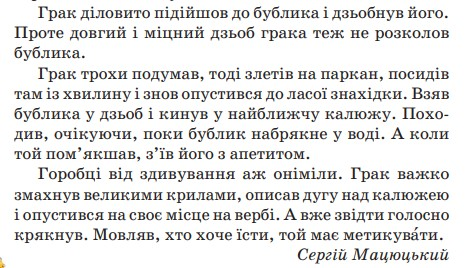 Грак діловито підійшов до бублика і дзьобнув його.
Проте довгий і міцний дзьоб грака теж не розколов
бублика.
Грак трохи подумав, тоді злетів на паркан, посидів
там із хвилину і знов опустився до ласої знахідки. Взяв
бублика у дзьоб і кинув у найближчу калюжу. Похо-
див, очікуючи, поки бублик набрякне у воді. А коли
той пом’якшав, з’їв його з апетитом.
Горобці від здивування аж оніміли. Грак важко
змахнув великими крилами, описав дугу над калюжею
і опустився на своє місце на вербі. А вже звідти голосно
крякнув. Мовляв, хто хоче їсти, той має метикува́ти.
Сергій Мацюцький